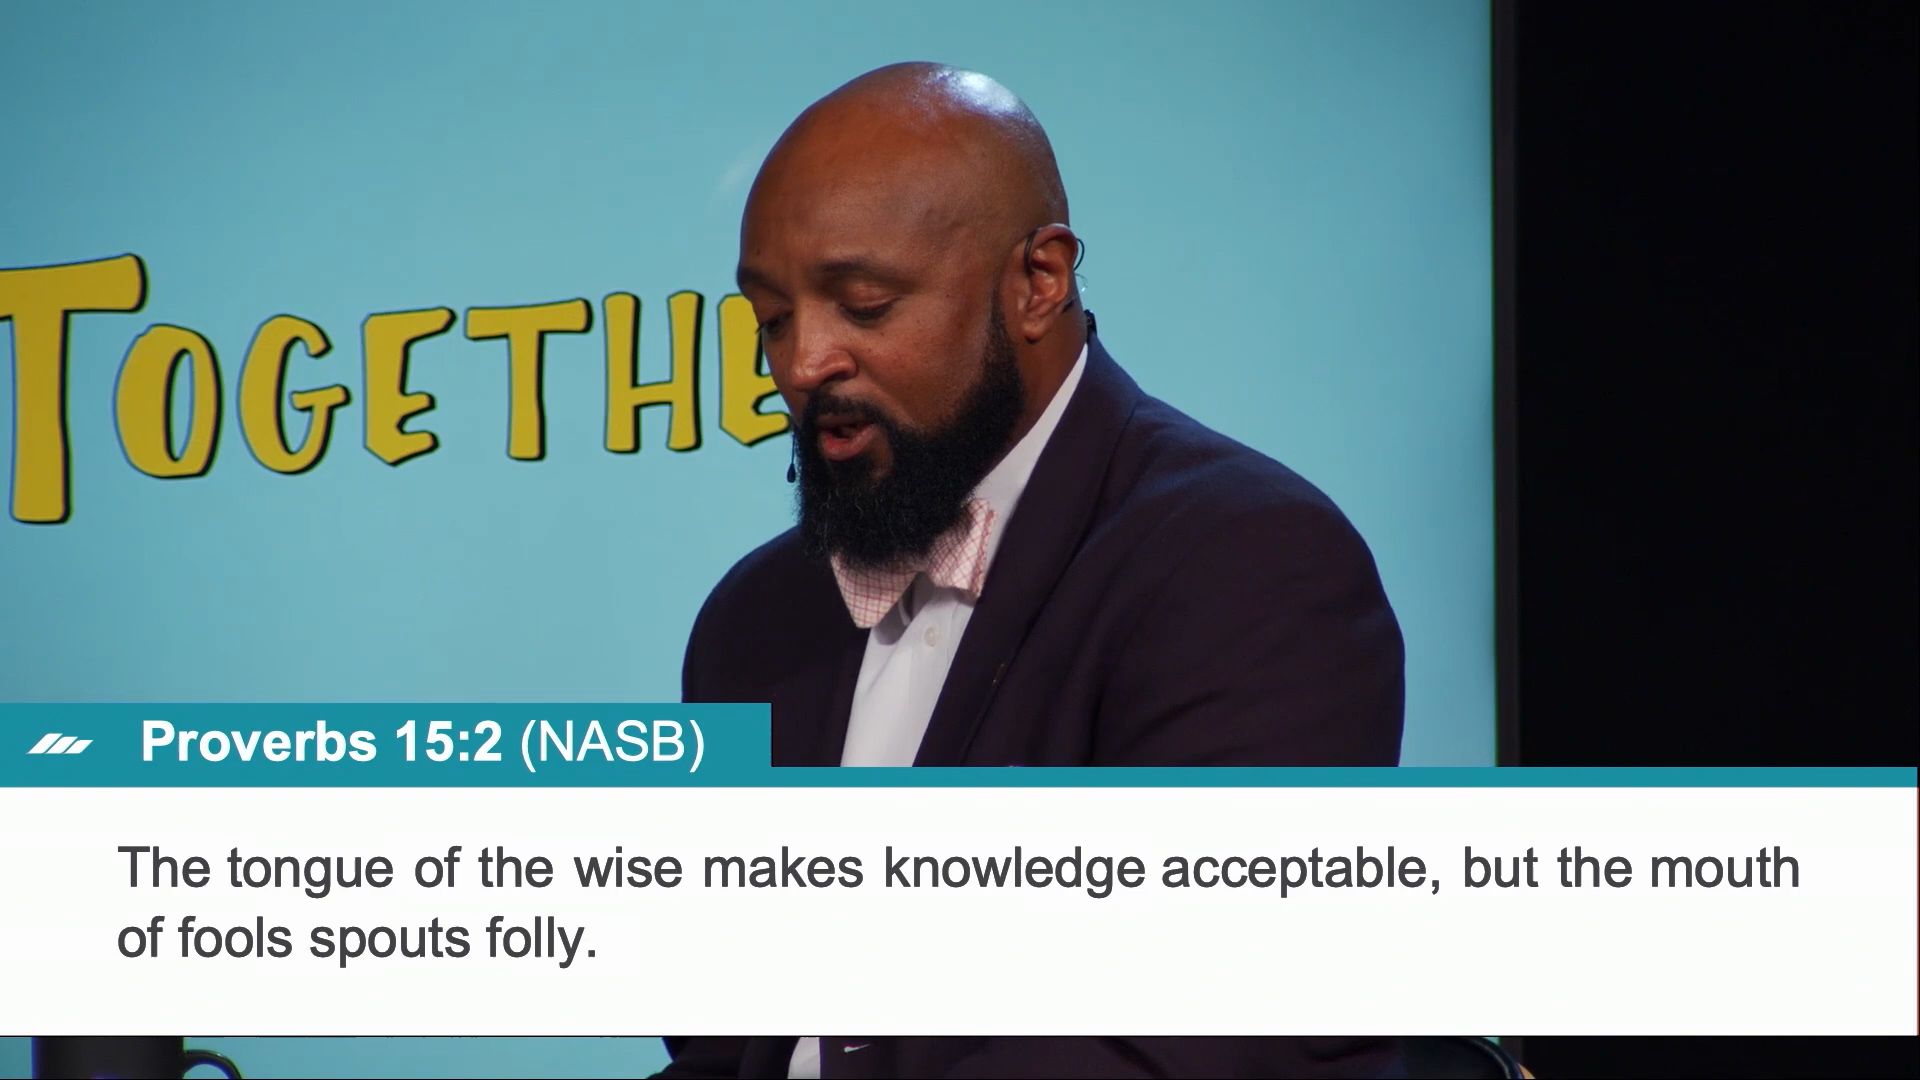 TOGETHE
Proverbs 15:2 (NASB)
The tongue of the wise makes knowledge acceptable, but the mouth
of fools spouts folly.